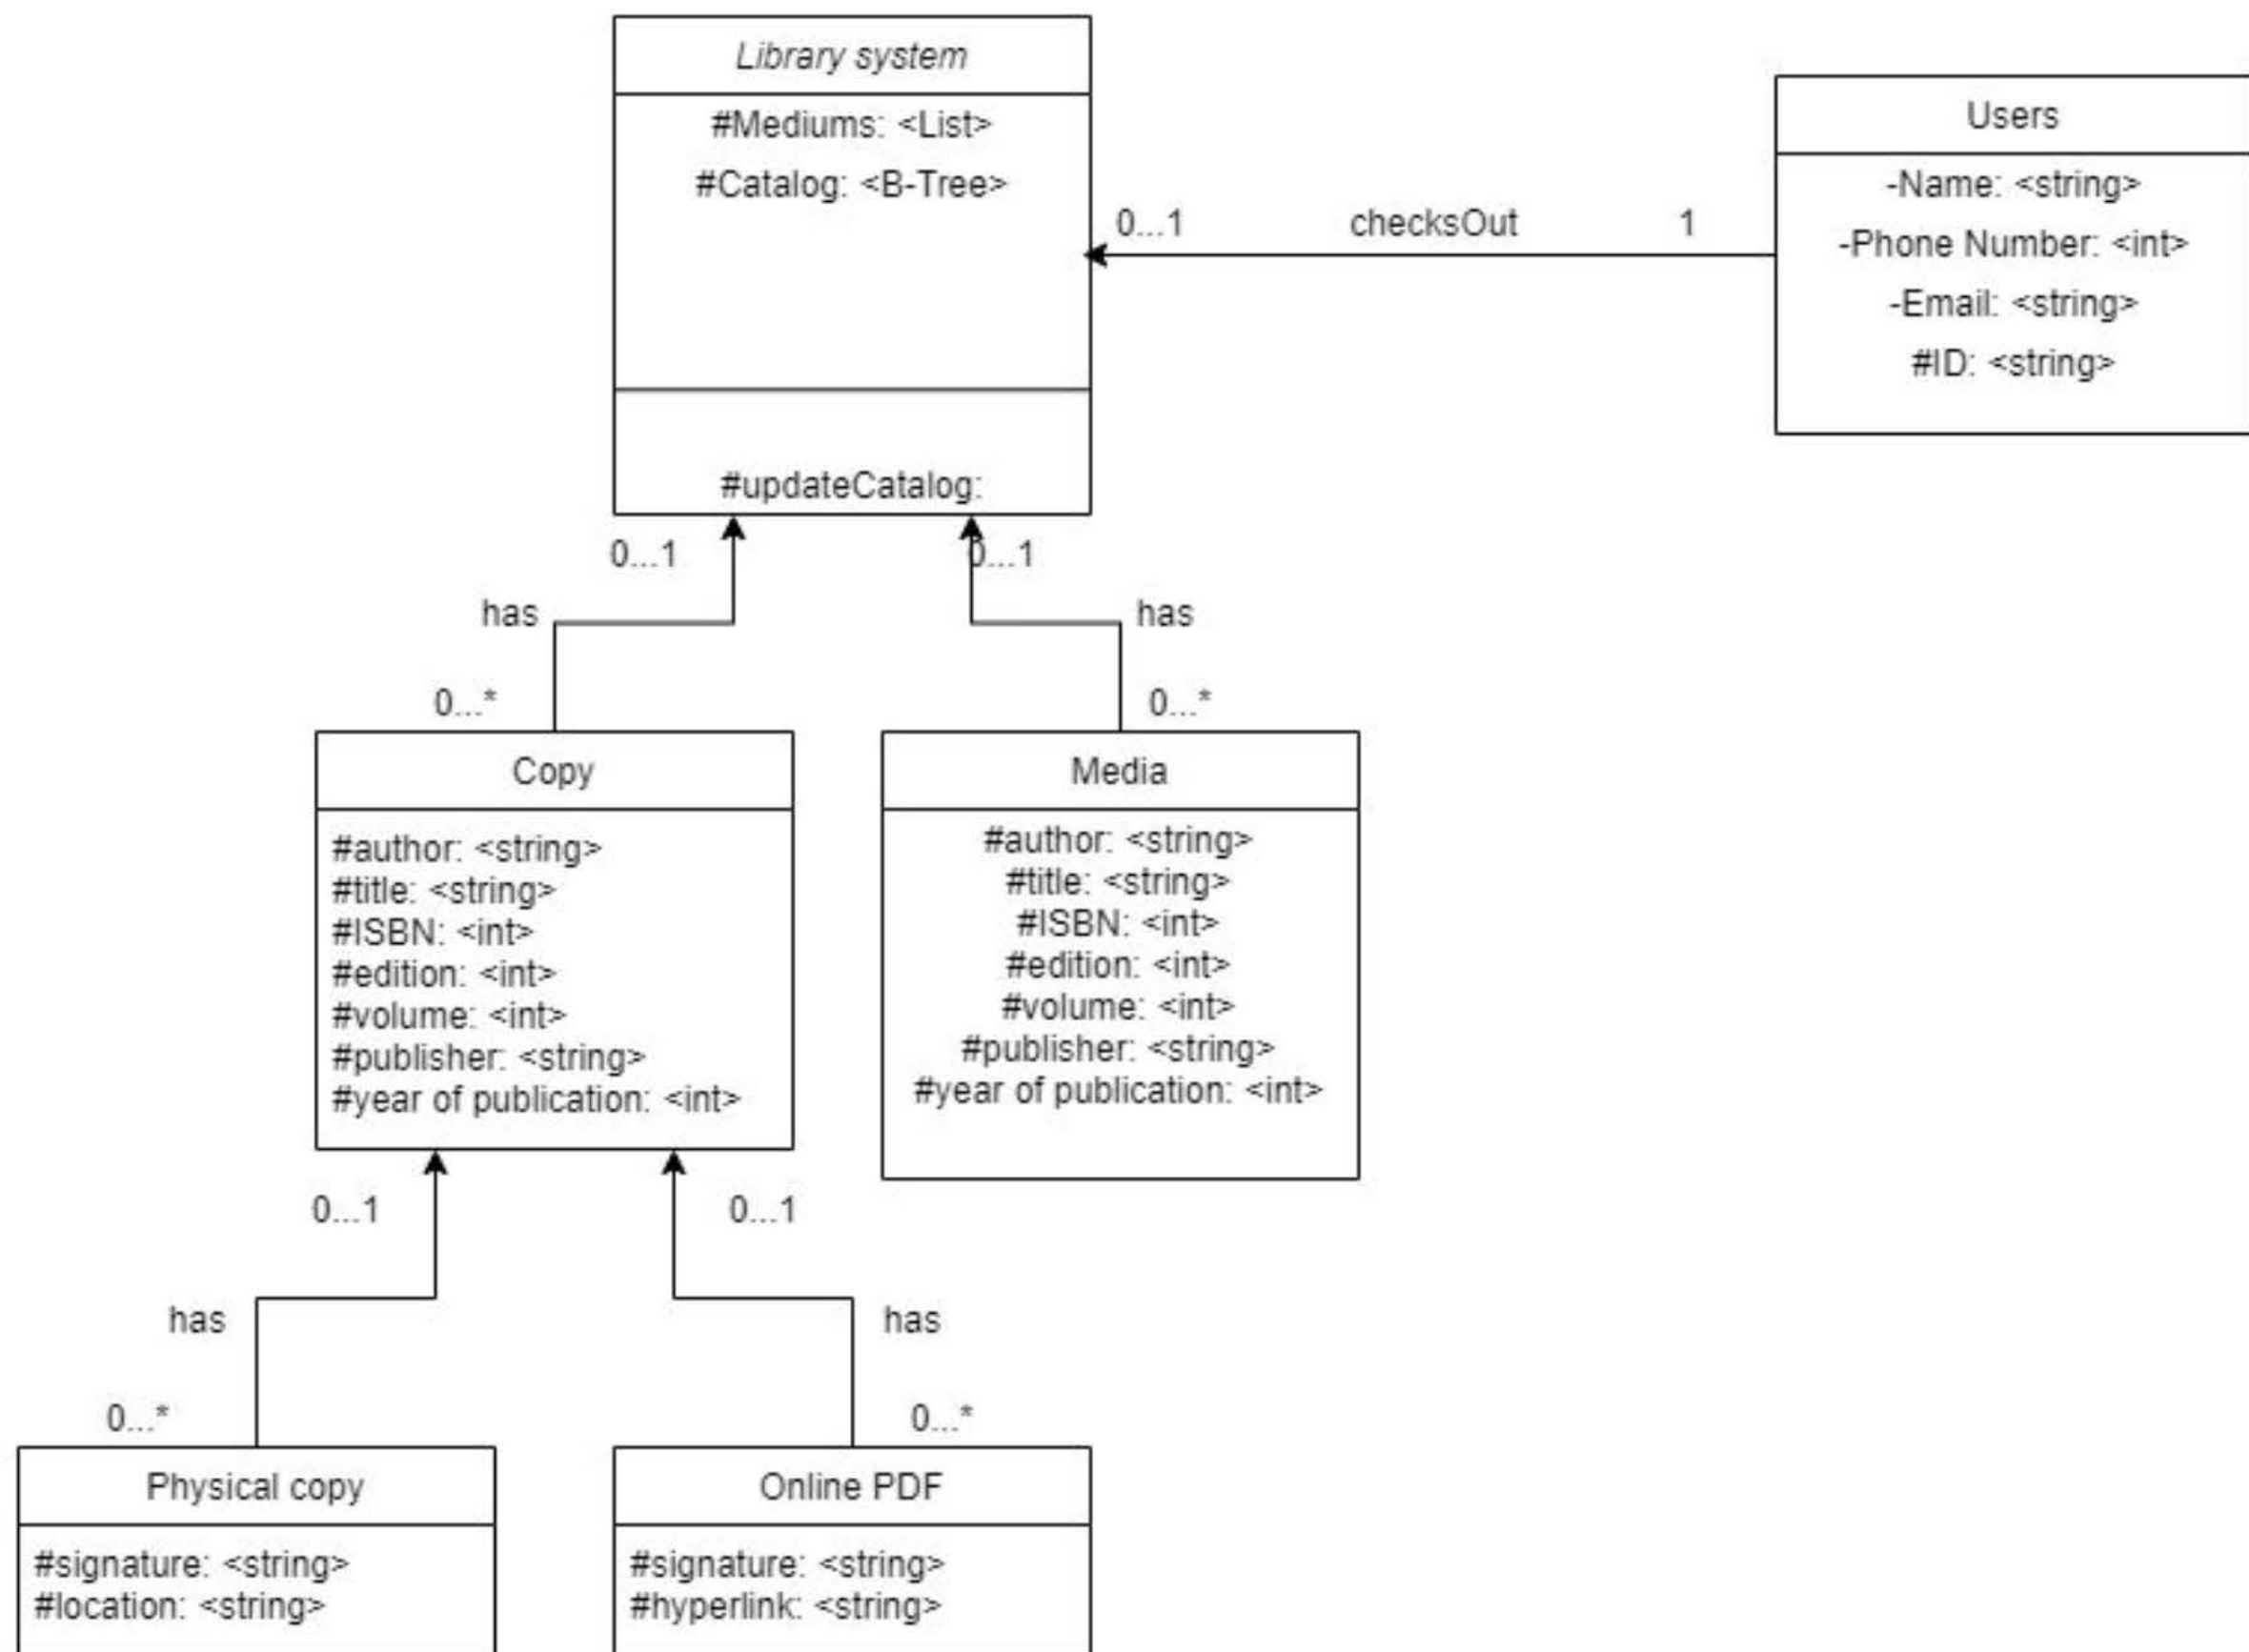 Library system
#Mediums: <List>
#Catalog: <B-Tree>
#updateCatalog:
Users
-Name: <string>
-Phone Number: <int>
-Email: <string>
#ID: <string>
0...1 checksOut 1
0...1
0...1
has
has
0...*
0...*
Copy
#author: <string>
#title: <string>
#ISBN: <int>
#edition: <int>
#volume: <int>
#publisher: <string>
#year of publication: <int>
Media
#author: <string>
#title: <string>
#ISBN: <int>
#edition: <int>
#volume: <int>
#publisher: <string>
#year of publication: <int>
0...1
0...1
has
has
0...*
0...*
Physical copy
#signature: <string>
#location: <string>
Online PDF
#signature: <string>
#hyperlink: <string>